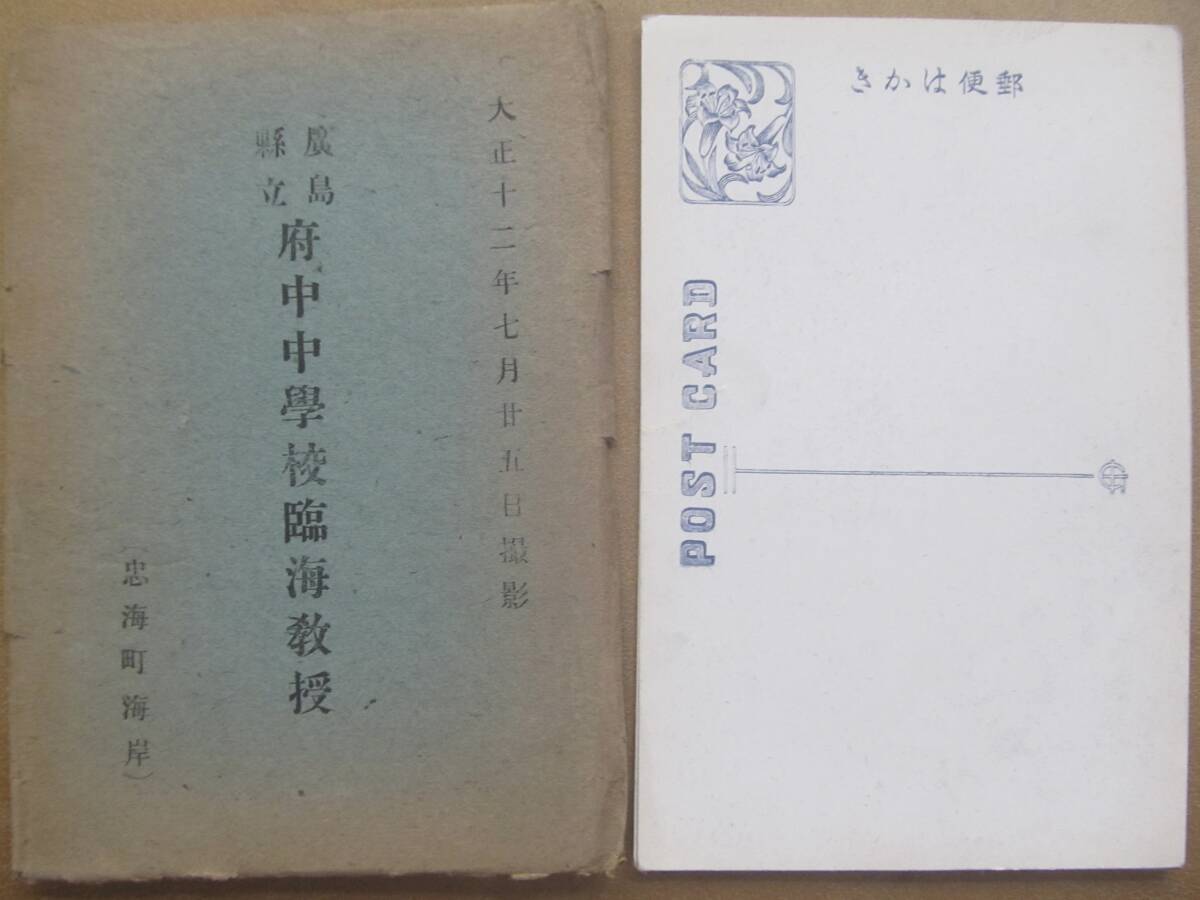 大正十二年七月廿五日撮影
廣島縣立
府中中學校臨海教授
(忠海町海岸)
きかは便郵
POST CARD